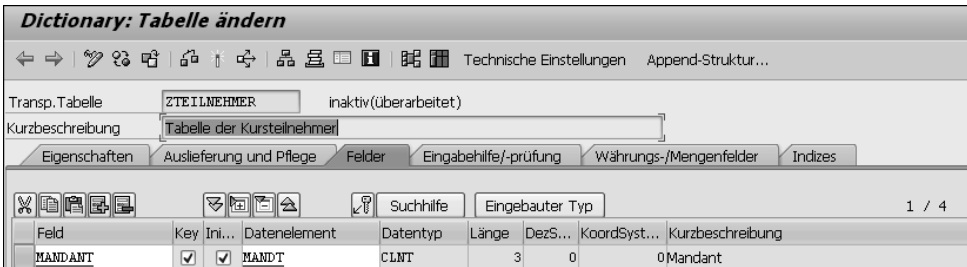 Dictionary: Tabelle ändern
Technische Einstellungen Append-Struktur...
Transp.Tabelle ZTEILNEHMER inaktiv(überarbeitet)
Kurzbeschreibung Tabelle der Kursteilnehmer
Eigenschaften Auslieferung und Pflege Felder Eingabehilfe/-prüfung Währungs-/Mengenfelder Indizes
Suchhilfe Eingebauter Typ 1 / 4
Feld Key Ini... Datenelement Datentyp Länge DezS... KoordSyst... Kurzbeschreibung
MANDANT MANDT CLNT 3 0 0 Mandant